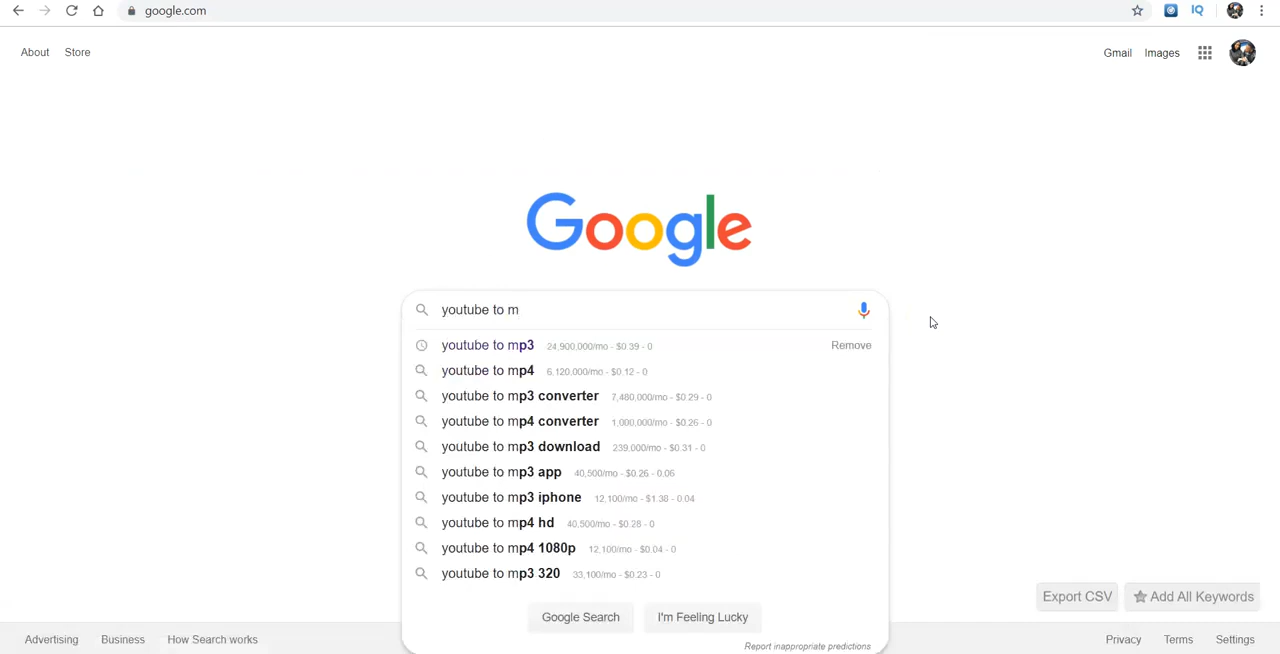 google.com
IQ
About Store
Gmail Images
Google
youtube to m
youtube to mp3 24,900,000/mo - $0.39 - 0 Remove
youtube to mp4 6,120,000/mo - $0.12 - 0
youtube to mp3 converter 7,480,000/mo - $0.29 - 0
youtube to mp4 converter 1,000,000/mo - $0.26 - 0
youtube to mp3 download 239,000/mo - $0.31 - 0
youtube to mp3 app 40,500/mo - $0.26 - 0.06
youtube to mp3 iphone 12,100/mo - $1.38 - 0.04
youtube to mp4 hd 40,500/mo - $0.28 - 0
youtube to mp4 1080p 12,100/mo - $0.04 - 0
youtube to mp3 320 33,100/mo - $0.23 - 0
Export CSV Add All Keywords
Google Search I'm Feeling Lucky
Report inappropriate predictions
Advertising Business How Search works
Privacy Terms Settings